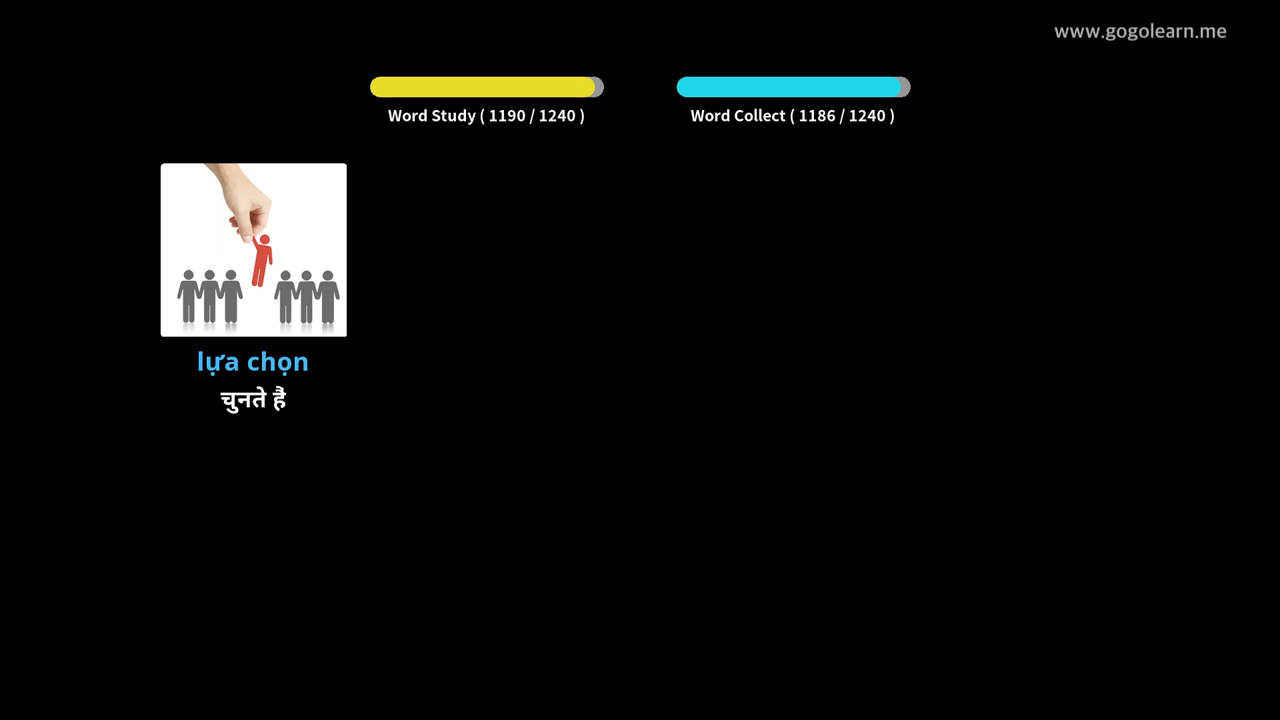 www.gogolearn.me
Word Study ( 1190 / 1240 )
Word Collect ( 1186 / 1240 )
lựa chọn
चुनते हैं